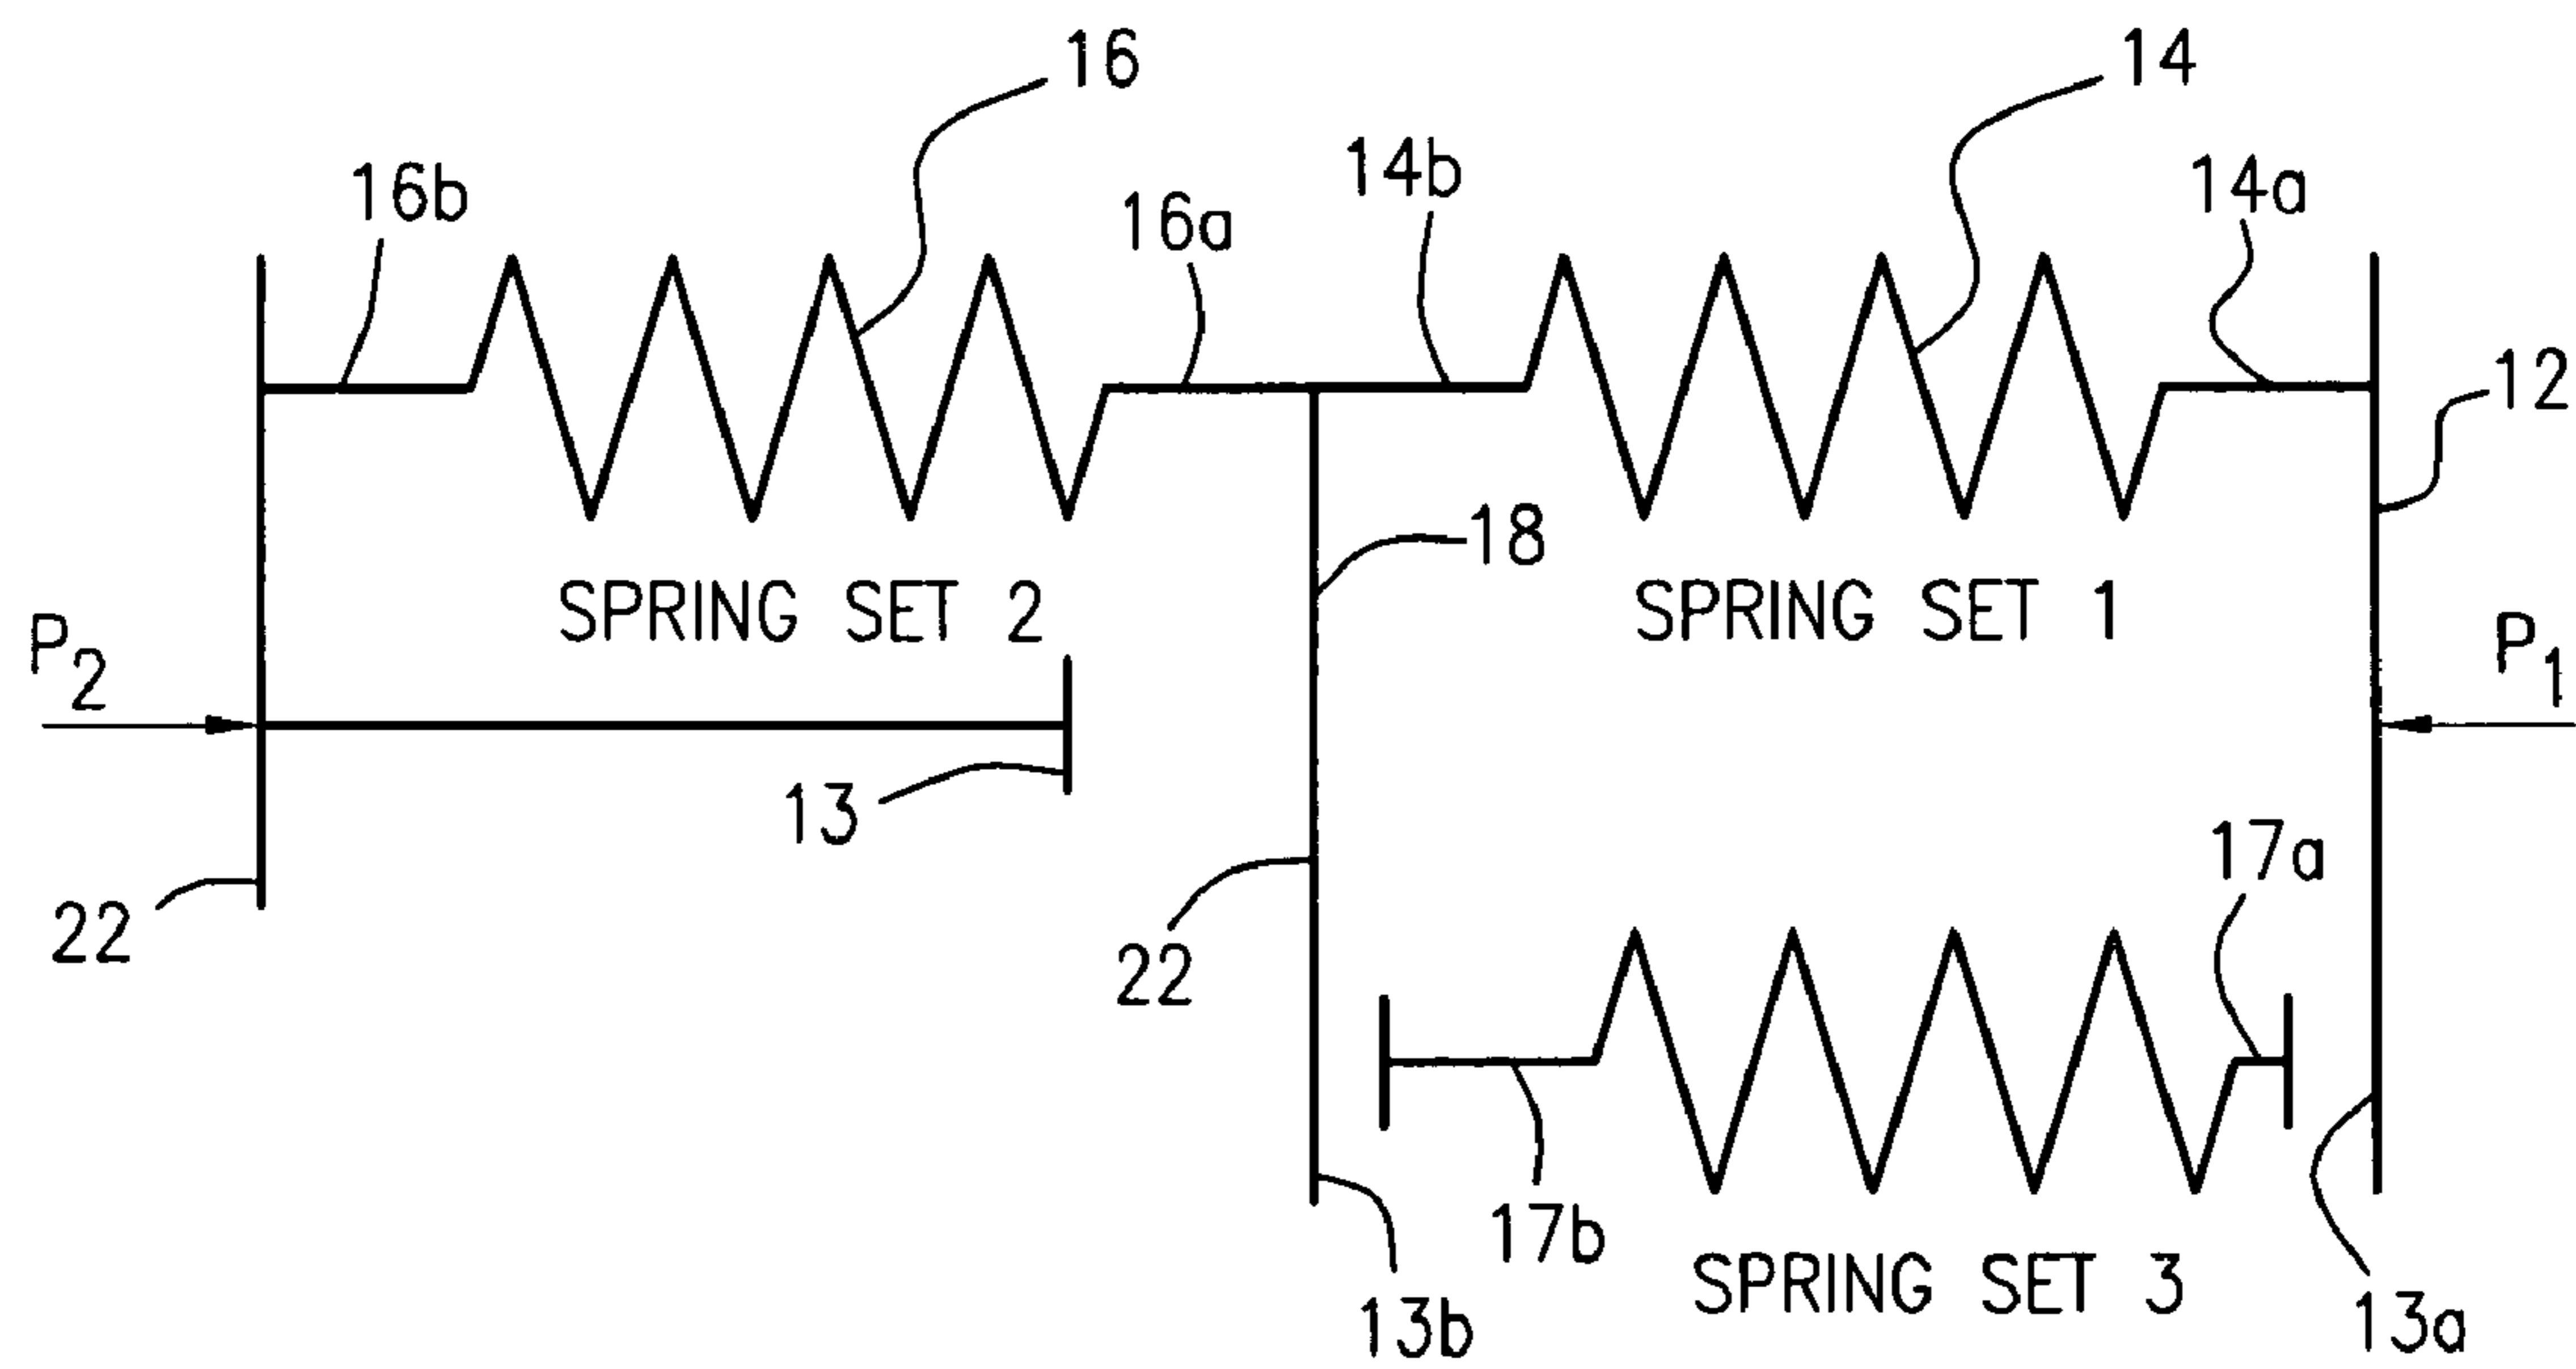 16
14
16b
16a
14b
14a
12
18
SPRING SET 2
SPRING SET 1
P2
P1
13
17a
22
22
17b
SPRING SET 3
13b
13a